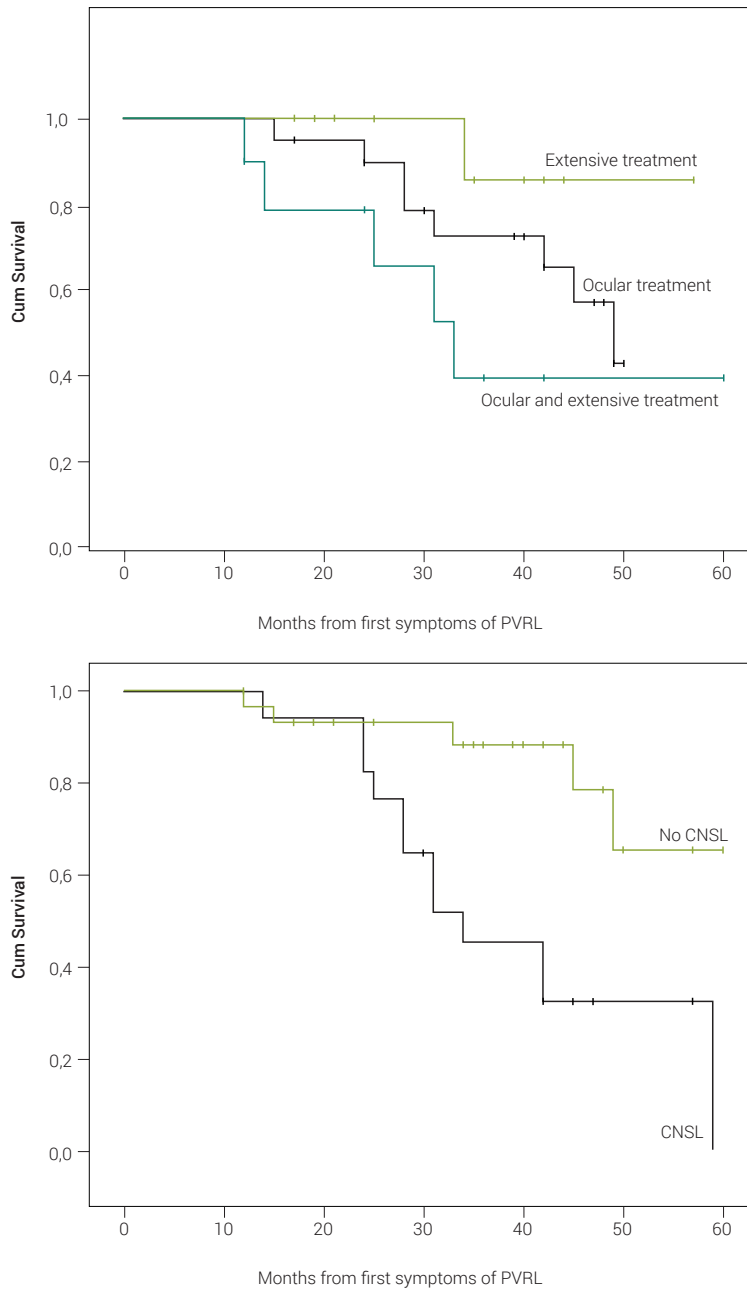 1,0
Extensive treatment
0,8
Cum Survival
0,6
Ocular treatment
0,4
Ocular and extensive treatment
0,2
0,0
0 10 20 30 40 50 60
Months from first symptoms of PVRL
1,0
0,8
No CNSL
0,6
Cum Survival
0,4
0,2
CNSL
0,0
0 10 20 30 40 50 60
Months from first symptoms of PVRL